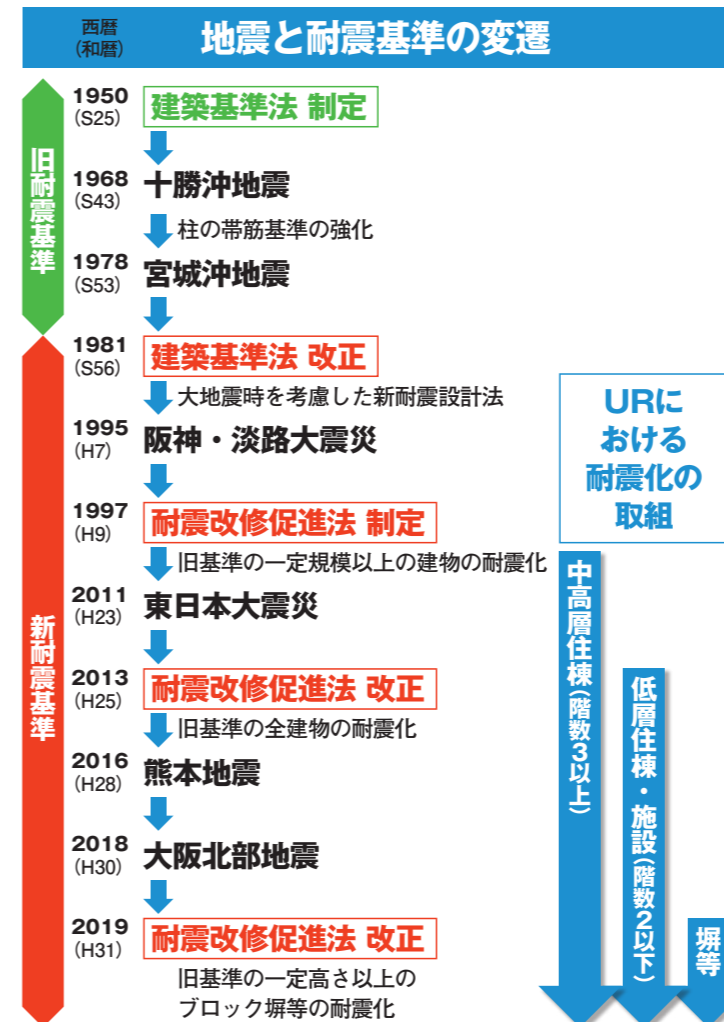 西暦
(和暦)
地震と耐震基準の変遷
旧耐震基準
1950
(S25)
建築基準法 制定
1968
(S43)
十勝沖地震
柱の帯筋基準の強化
1978
(S53)
宮城沖地震
新耐震基準
1981
(S56)
建築基準法 改正
大地震時を考慮した新耐震設計法
1995
(H7)
阪神・淡路大震災
1997
(H9)
耐震改修促進法 制定
旧基準の一定規模以上の建物の耐震化
2011
(H23)
東日本大震災
2013
(H25)
耐震改修促進法 改正
旧基準の全建物の耐震化
2016
(H28)
熊本地震
2018
(H30)
大阪北部地震
2019
(H31)
耐震改修促進法 改正
旧基準の一定高さ以上の
ブロック塀等の耐震化
URに
おける
耐震化の
取組
中高層住棟(階数3以上)
低層住棟・施設(階数2以下)
塀等